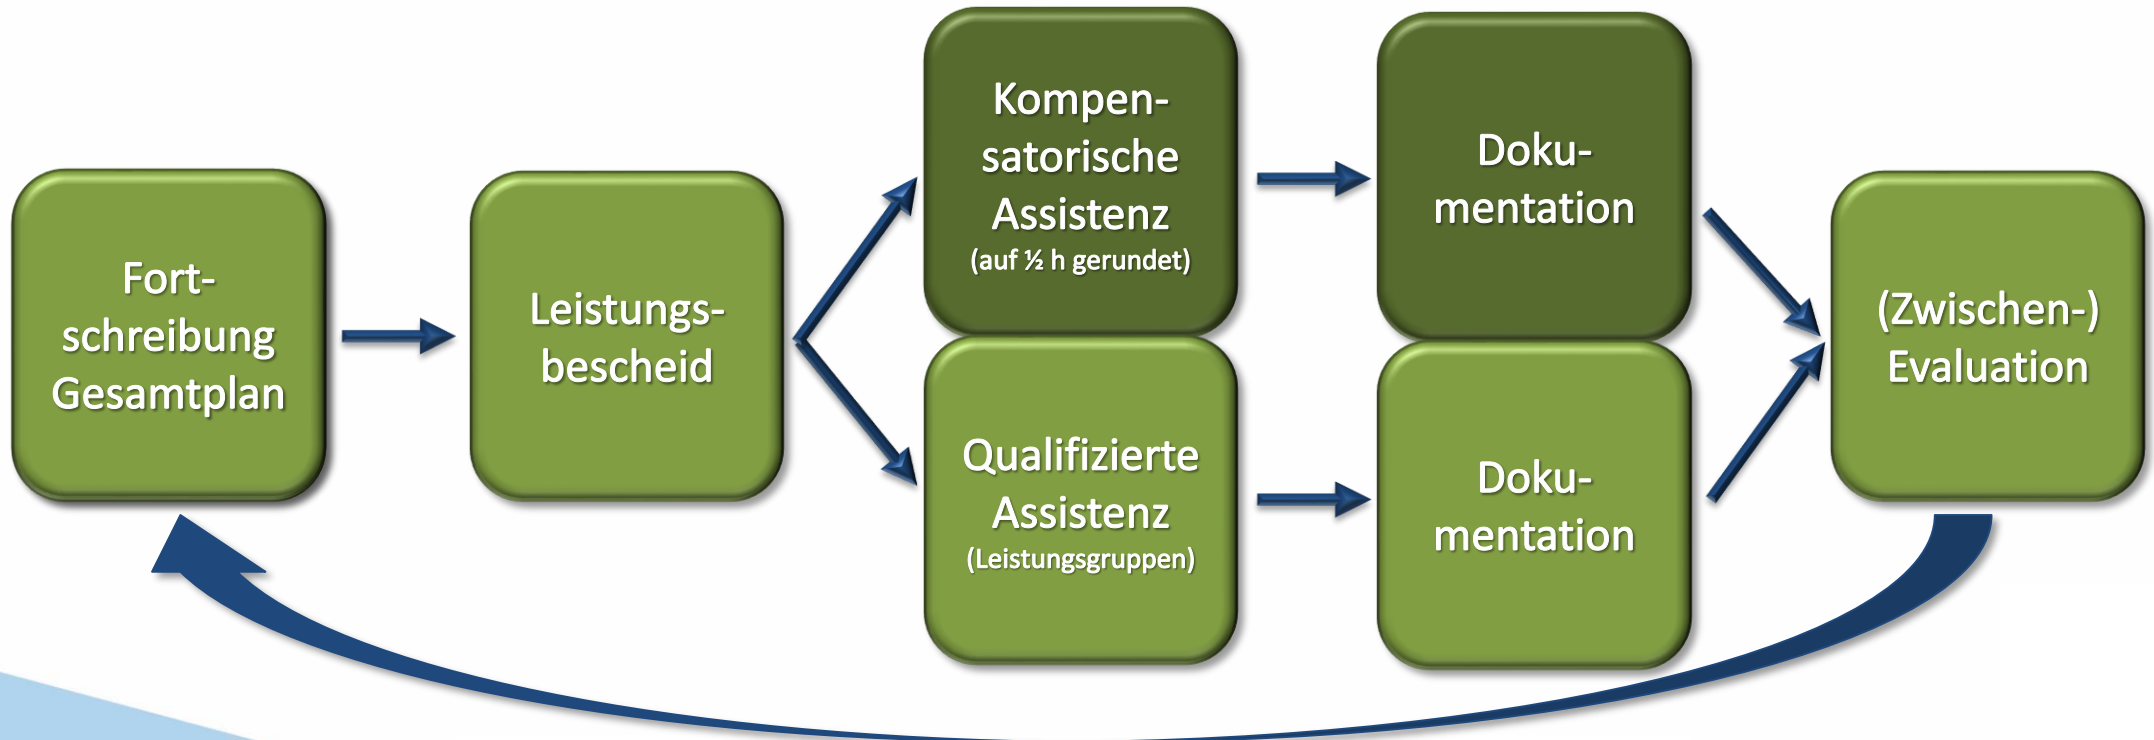 Fort-
schreibung
Gesamtplan
Leistungs-
bescheid
Kompen-
satorische
Assistenz
(auf ½ h gerundet)
Qualifizierte
Assistenz
(Leistungsgruppen)
Doku-
mentation
Doku-
mentation
(Zwischen-)
Evaluation